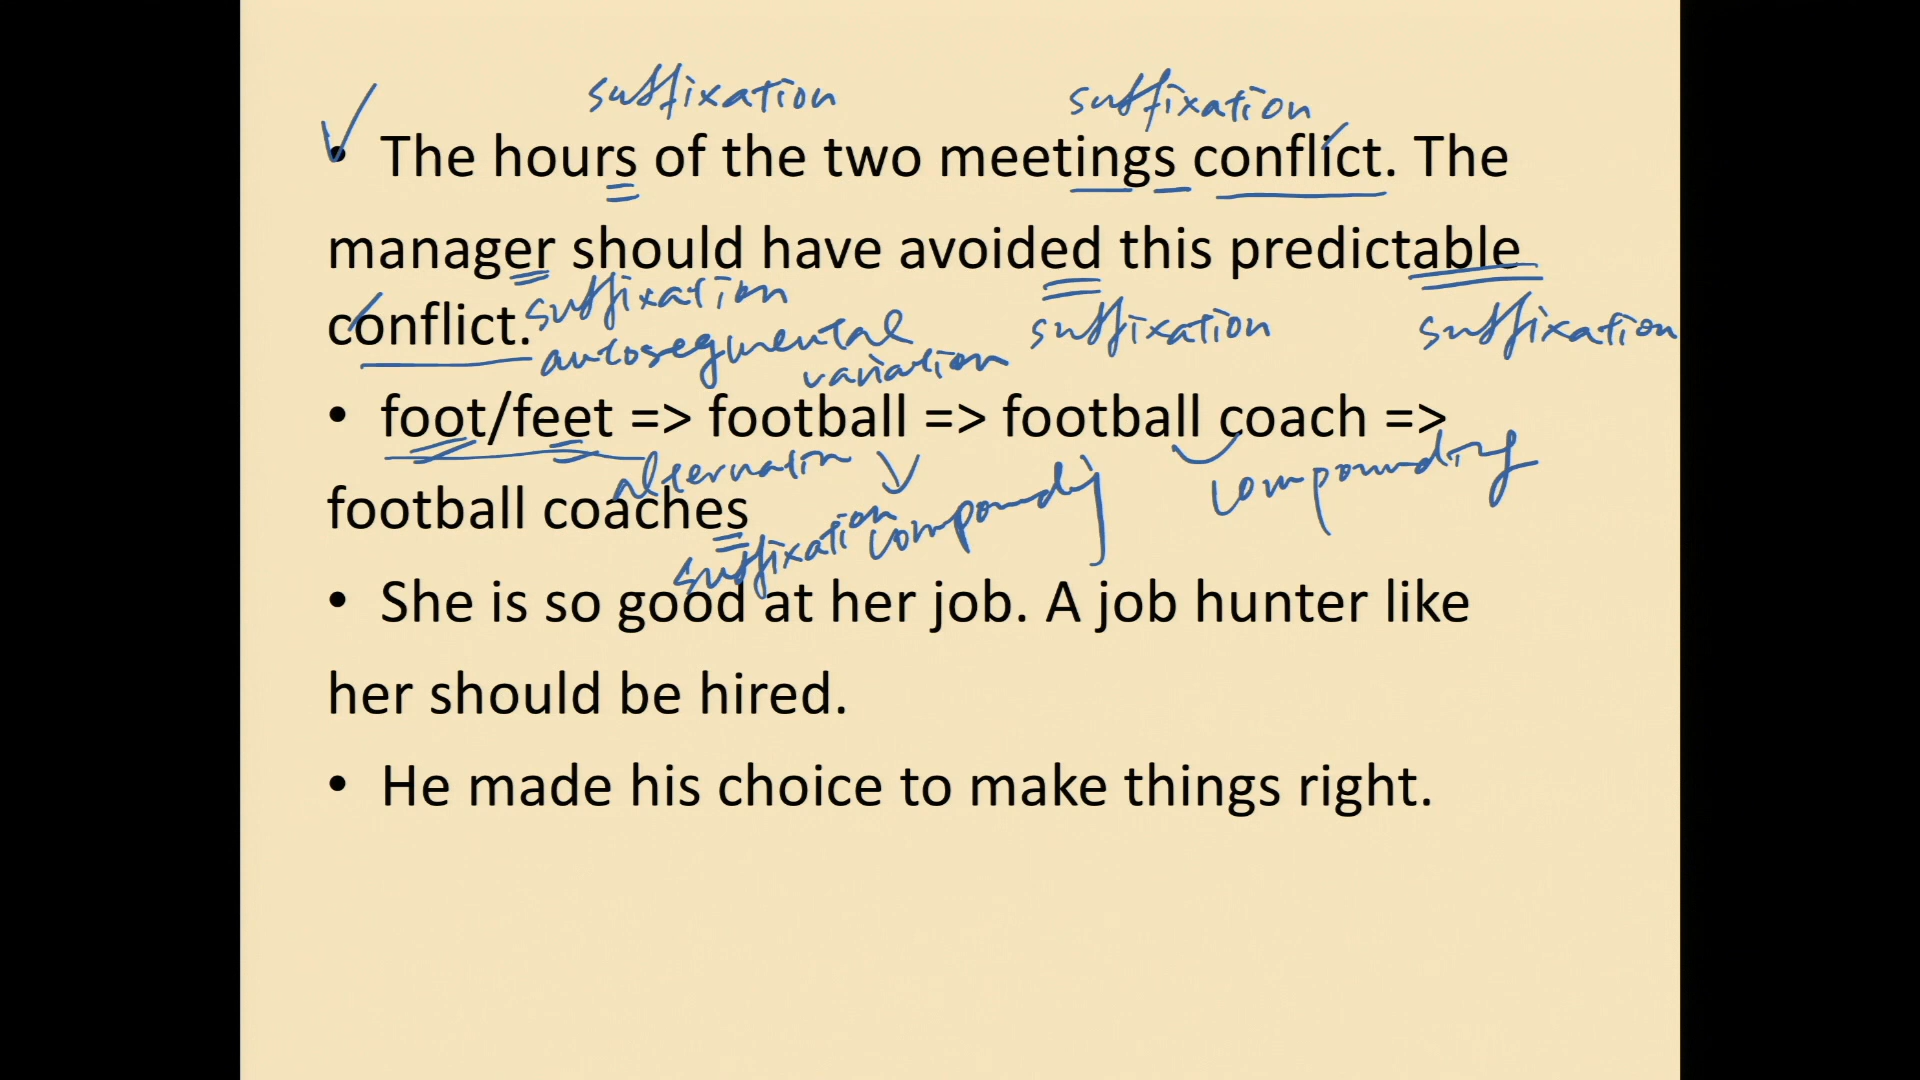 suffixation suffixation
• The hours of the two meetings conflict. The
manager should have avoided this predictable
suffixation
conflict. suffixation suffixation
autosegmental
variation
• foot/feet => football => football coach =>
alternation compounding
football coaches
suffixation compounding
• She is so good at her job. A job hunter like
her should be hired.
• He made his choice to make things right.